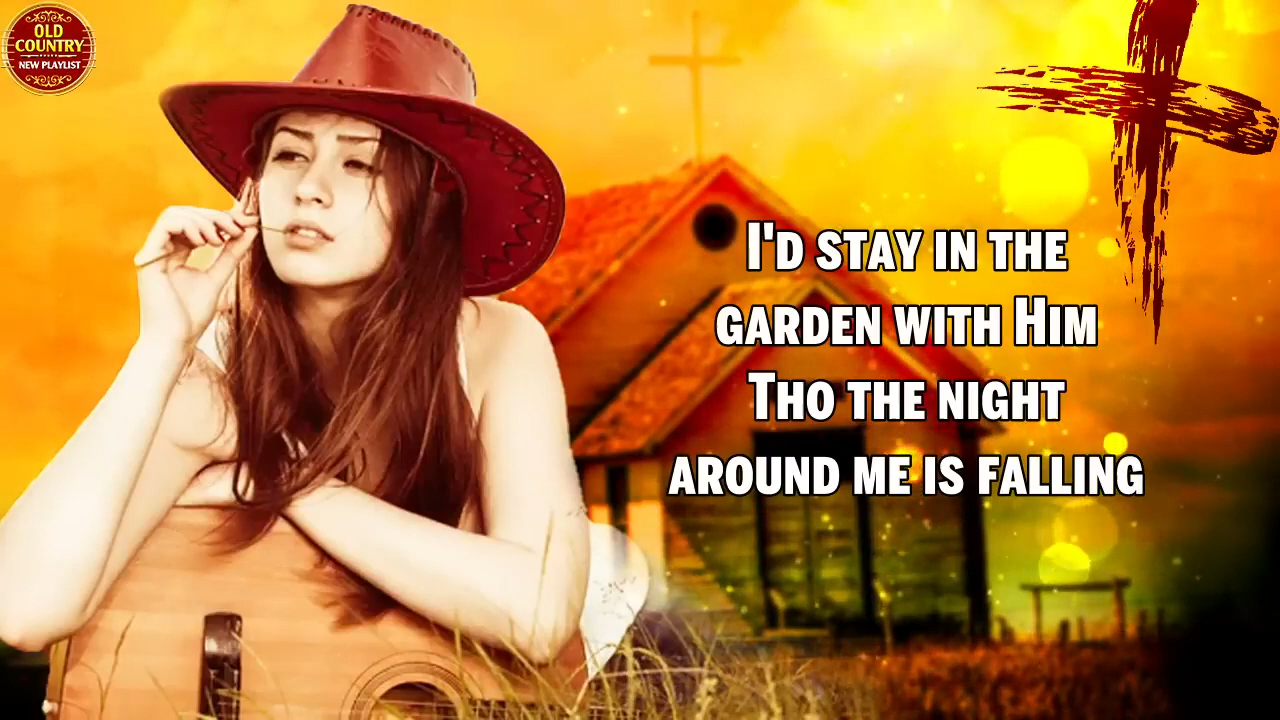 OLD
COUNTRY
NEW PLAYLIST
I'D STAY IN THE
GARDEN WITH HIM
THO THE NIGHT
AROUND ME IS FALLING